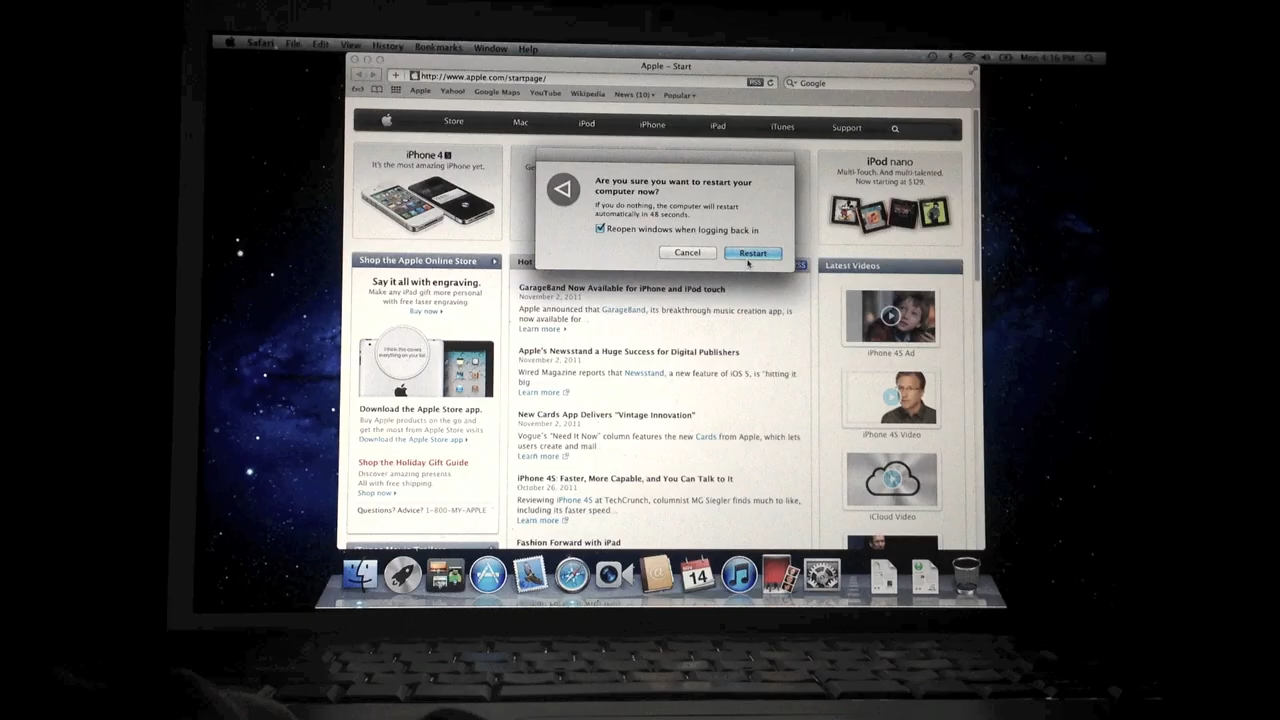 Safari File Edit View History Bookmarks Window Help
Mon 4:16 PM
Apple – Start
http://www.apple.com/startpage/
RSS
Google
Apple Yahoo! Google Maps YouTube Wikipedia News (10) Popular
Store Mac iPod iPhone iPad iTunes Support
iPhone 4S
It's the most amazing iPhone yet.
Are you sure you want to restart your
computer now?
If you do nothing, the computer will restart
automatically in 48 seconds.
Reopen windows when logging back in
Cancel Restart
iPod nano
Multi-Touch. And multi-talented.
Now starting at $129.
Shop the Apple Online Store
Say it all with engraving.
Make any iPad gift more personal
with free laser engraving.
Buy now
Download the Apple Store app.
Buy Apple products on the go and
get the most from Apple Store visits
Download the Apple Store app
Shop the Holiday Gift Guide
Discover amazing presents.
All with free shipping.
Shop now
Questions? Advice? 1-800-MY-APPLE
Hot
GarageBand Now Available for iPhone and iPod touch
November 2, 2011
Apple announced that GarageBand, its breakthrough music creation app, is
now available for...
Learn more
Apple's Newsstand a Huge Success for Digital Publishers
November 2, 2011
Wired Magazine reports that Newsstand, a new feature of iOS 5, is "hitting it
big
Learn more
New Cards App Delivers "Vintage Innovation"
November 2, 2011
Vogue's "Need It Now" column features the new Cards from Apple, which lets
users create and mail
Learn more
iPhone 4S: Faster, More Capable, and You Can Talk to It
October 26, 2011
Reviewing iPhone 4S at TechCrunch, columnist MG Siegler finds much to like,
including its faster speed...
Learn more
Fashion Forward with iPad
Latest Videos
iPhone 4S Ad
iPhone 4S Video
iCloud Video
NOV
14